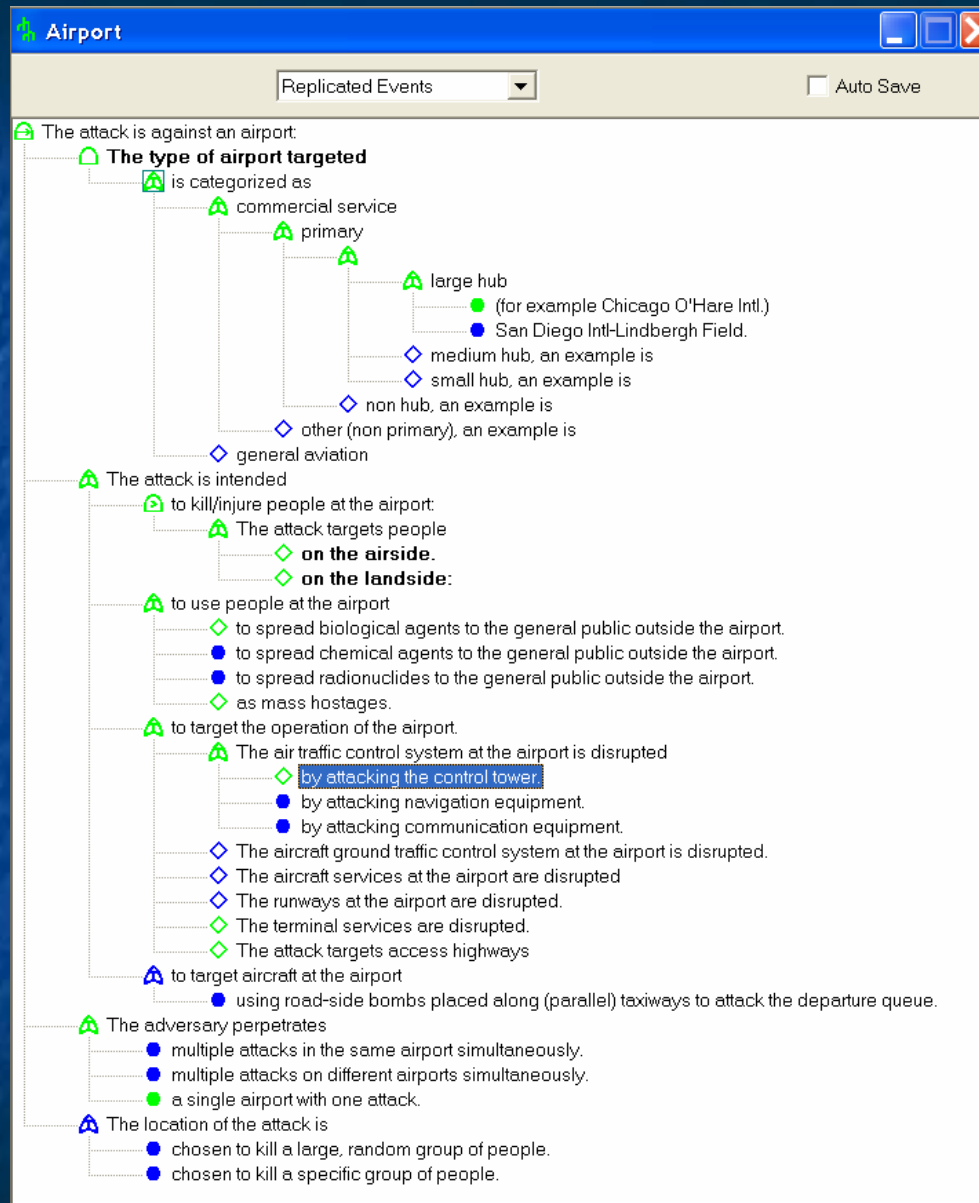 Airport
Replicated Events
Auto Save
The attack is against an airport:
The type of airport targeted
is categorized as
commercial service
primary
large hub
(for example Chicago O'Hare Intl.)
San Diego Intl-Lindbergh Field.
medium hub, an example is
small hub, an example is
non hub, an example is
other (non primary), an example is
general aviation
The attack is intended
to kill/injure people at the airport:
The attack targets people
on the airside.
on the landside:
to use people at the airport
to spread biological agents to the general public outside the airport.
to spread chemical agents to the general public outside the airport.
to spread radionuclides to the general public outside the airport.
as mass hostages.
to target the operation of the airport.
The air traffic control system at the airport is disrupted
by attacking the control tower.
by attacking navigation equipment.
by attacking communication equipment.
The aircraft ground traffic control system at the airport is disrupted.
The aircraft services at the airport are disrupted
The runways at the airport are disrupted.
The terminal services are disrupted.
The attack targets access highways
to target aircraft at the airport
using road-side bombs placed along (parallel) taxiways to attack the departure queue.
The adversary perpetrates
multiple attacks in the same airport simultaneously.
multiple attacks on different airports simultaneously.
a single airport with one attack.
The location of the attack is
chosen to kill a large, random group of people.
chosen to kill a specific group of people.